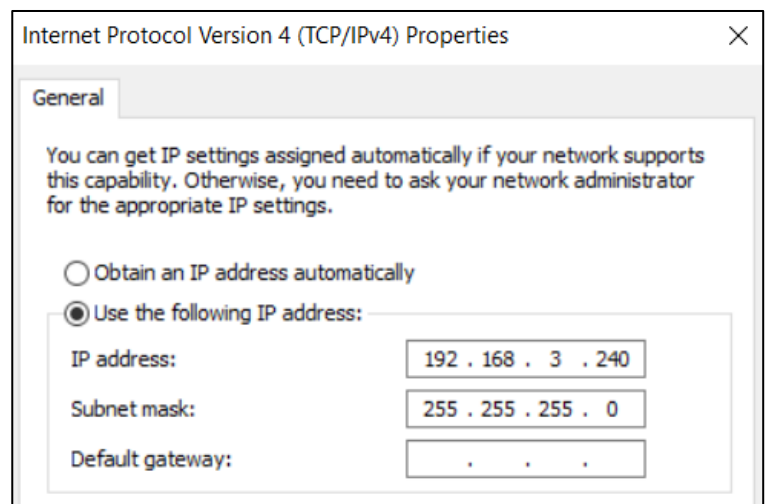 Internet Protocol Version 4 (TCP/IPv4) Properties
General
You can get IP settings assigned automatically if your network supports
this capability. Otherwise, you need to ask your network administrator
for the appropriate IP settings.
Obtain an IP address automatically
Use the following IP address:
IP address: 192 . 168 . 3 . 240
Subnet mask: 255 . 255 . 255 . 0
Default gateway: . . .